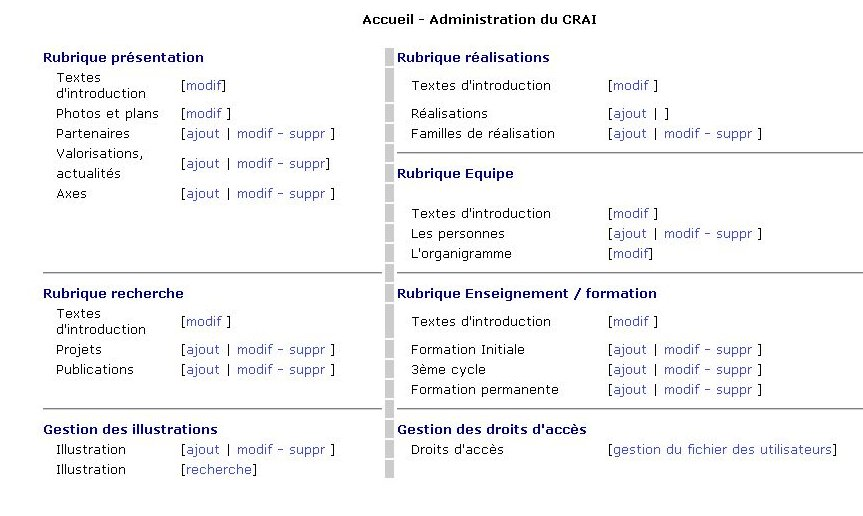 Accueil - Administration du CRAI
Rubrique présentation
Textes
d'introduction [modif]
Photos et plans [modif ]
Partenaires [ajout | modif - suppr ]
Valorisations,
actualités [ajout | modif - suppr]
Axes [ajout | modif - suppr ]
Rubrique réalisations
Textes d'introduction [modif ]
Réalisations [ajout | ]
Familles de réalisation [ajout | modif - suppr ]
Rubrique Equipe
Textes d'introduction [modif ]
Les personnes [ajout | modif - suppr ]
L'organigramme [modif]
Rubrique recherche
Textes
d'introduction [modif ]
Projets [ajout | modif - suppr ]
Publications [ajout | modif - suppr ]
Rubrique Enseignement / formation
Textes d'introduction [modif ]
Formation Initiale [ajout | modif - suppr ]
3ème cycle [ajout | modif - suppr ]
Formation permanente [ajout | modif - suppr ]
Gestion des illustrations
Illustration [ajout | modif - suppr ]
Illustration [recherche]
Gestion des droits d'accès
Droits d'accès [gestion du fichier des utilisateurs]